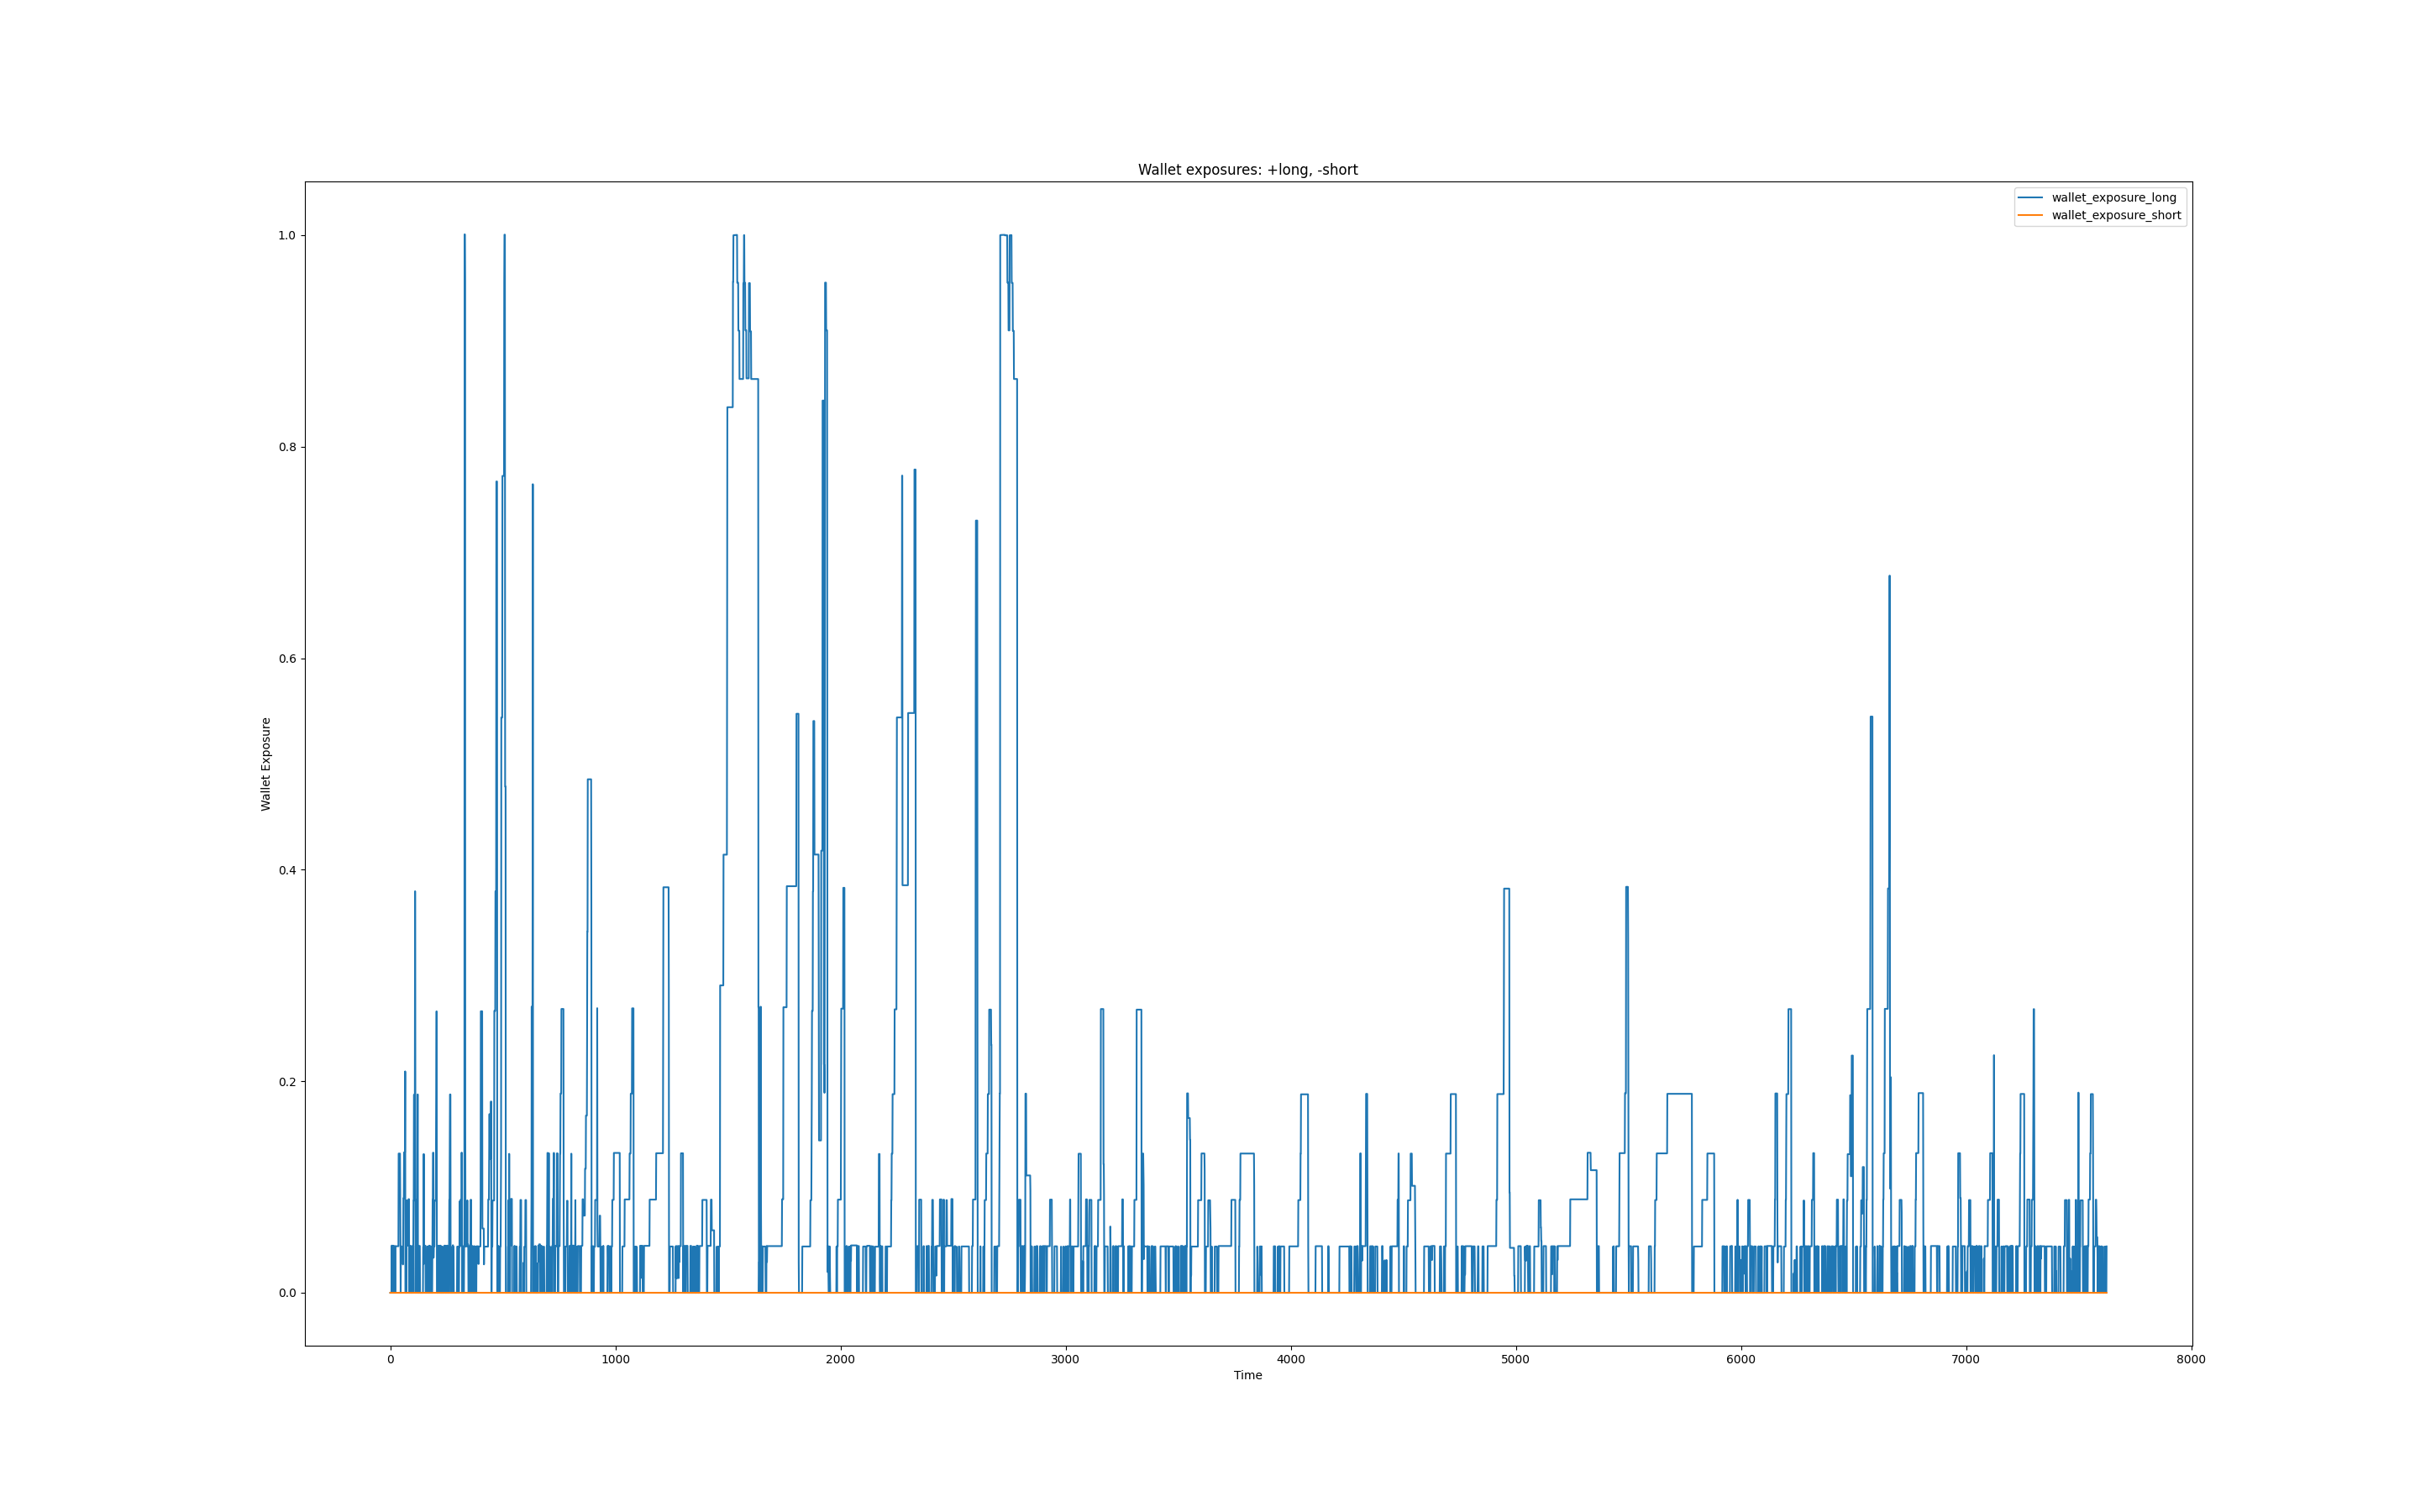 Wallet exposures: +long, -short
wallet_exposure_long
wallet_exposure_short
1.0
0.8
0.6
0.4
0.2
0.0
Wallet Exposure
0 1000 2000 3000 4000 5000 6000 7000 8000
Time